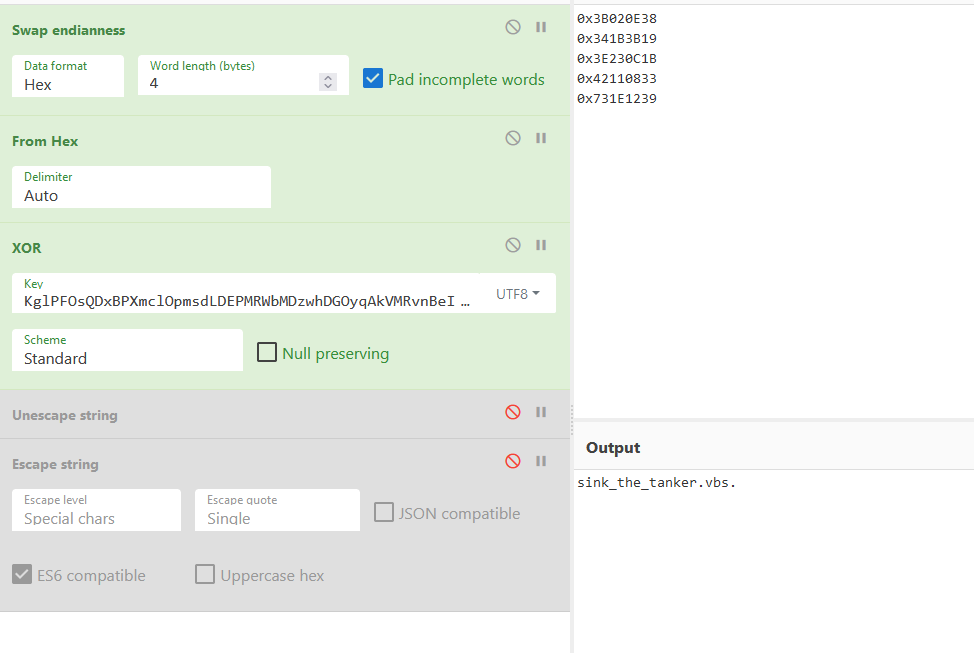 Swap endianness
Data format
Hex
Word length (bytes)
4
Pad incomplete words
From Hex
Delimiter
Auto
XOR
Key
KglPFOsQDxBPXmclOpmsdLDEPMRWbMDzwhDGOyqAkVMRvnBeI …
UTF8
Scheme
Standard
Null preserving
Unescape string
Escape string
Escape level
Special chars
Escape quote
Single
JSON compatible
ES6 compatible
Uppercase hex
0x3B020E38
0x341B3B19
0x3E230C1B
0x42110833
0x731E1239
Output
sink_the_tanker.vbs.